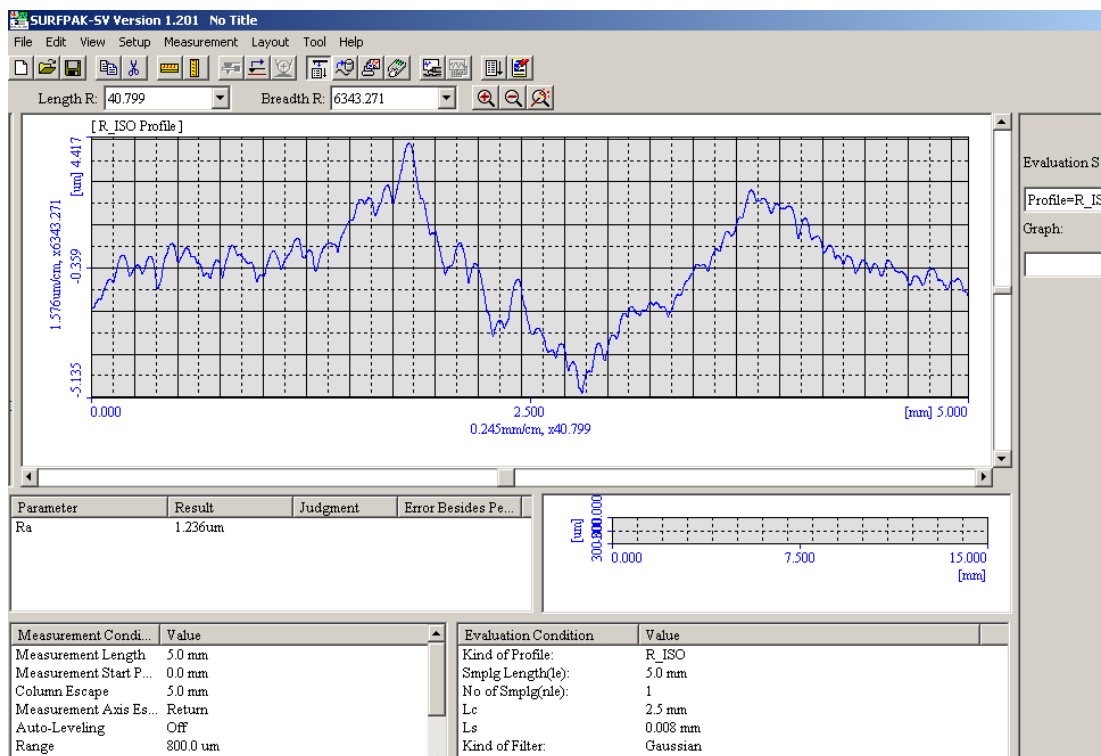 SURFPAK-SV Version 1.201 No Title
File Edit View Setup Measurement Layout Tool Help
Length R: 40.799 Breadth R: 6343.271
[ R_ISO Profile ]
[um] 4.417
-0.359
-5.135
1.576um/cm, x6343.271
0.000 2.500 [mm] 5.000
0.245mm/cm, x40.799
Evaluation S
Profile=R_IS
Graph:
Parameter Result Judgment Error Besides Pe...
Ra 1.236um
[um]
0.000 7.500 15.000
[mm]
Measurement Condi... Value
Measurement Length 5.0 mm
Measurement Start P... 0.0 mm
Column Escape 5.0 mm
Measurement Axis Es... Return
Auto-Leveling Off
Range 800.0 um
Evaluation Condition Value
Kind of Profile: R_ISO
Smplg Length(le): 5.0 mm
No of Smplg(nle): 1
Lc 2.5 mm
Ls 0.008 mm
Kind of Filter: Gaussian